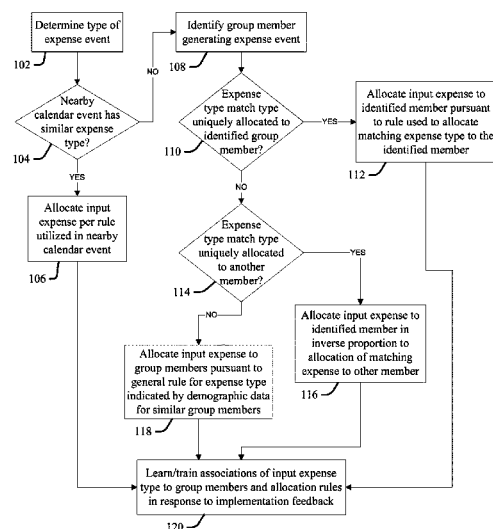 Determine type of
expense event
102
Nearby
calendar event has
similar expense
type?
104
NO
YES
Allocate input
expense per rule
utilized in nearby
calendar event
106
Identify group member
generating expense event
108
Expense
type match type
uniquely allocated to
identified group
member?
110
YES
NO
Allocate input expense to
identified member pursuant
to rule used to allocate
matching expense type to the
identified member
112
Expense
type match type
uniquely allocated
to another
member?
114
YES
NO
Allocate input expense to
identified member in
inverse proportion to
allocation of matching
expense to other member
116
Allocate input expense to
group members pursuant to
general rule for expense type
indicated by demographic data
for similar group members
118
Learn/train associations of input expense
type to group members and allocation rules
in response to implementation feedback
120